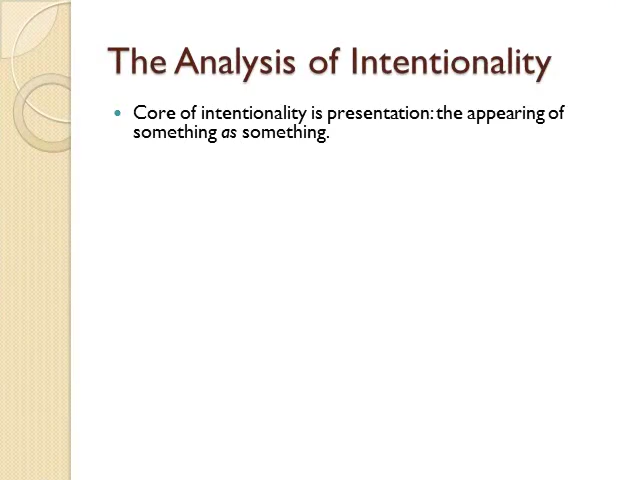 The Analysis of Intentionality
• Core of intentionality is presentation: the appearing of
something as something.